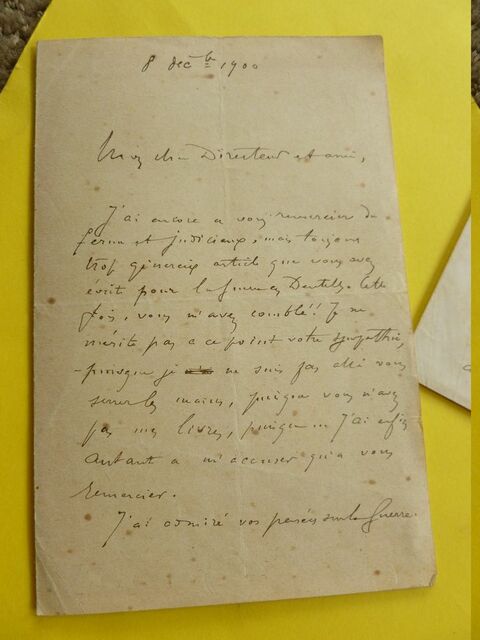 8 Décbre 1900
Mon cher Directeur et ami,
J'ai encore a vous remercier du
ferme et judicieux, mais toujours
trop généreux article que vous avez
écrit pour la femme Dentelle. Cette
fois, vous m'avez comblé!! Je ne
mérite pas a ce point votre sympathie,
- puisque je ne suis pas allé vous
serrer les mains, puisque vous n'avez
pas mes livres, puisque... J'ai enfin
autant a m'accuser qu'a vous
remercier.
J'ai admiré vos pensées sur la Guerre.